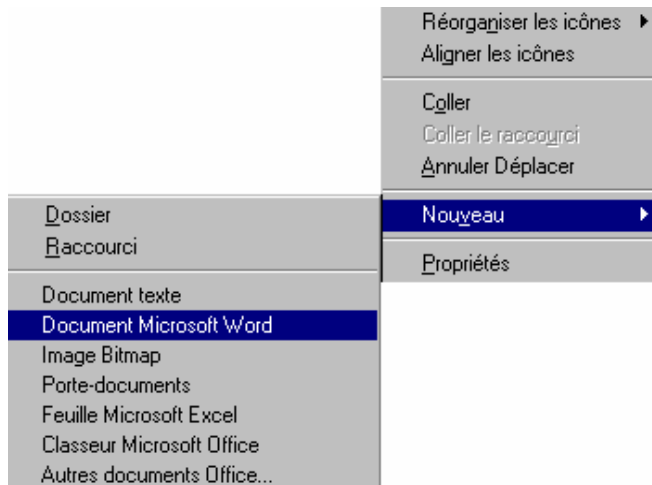 Réorganiser les icônes
Aligner les icônes
Coller
Coller le raccourci
Annuler Déplacer
Nouveau
Propriétés
Dossier
Raccourci
Document texte
Document Microsoft Word
Image Bitmap
Porte-documents
Feuille Microsoft Excel
Classeur Microsoft Office
Autres documents Office...